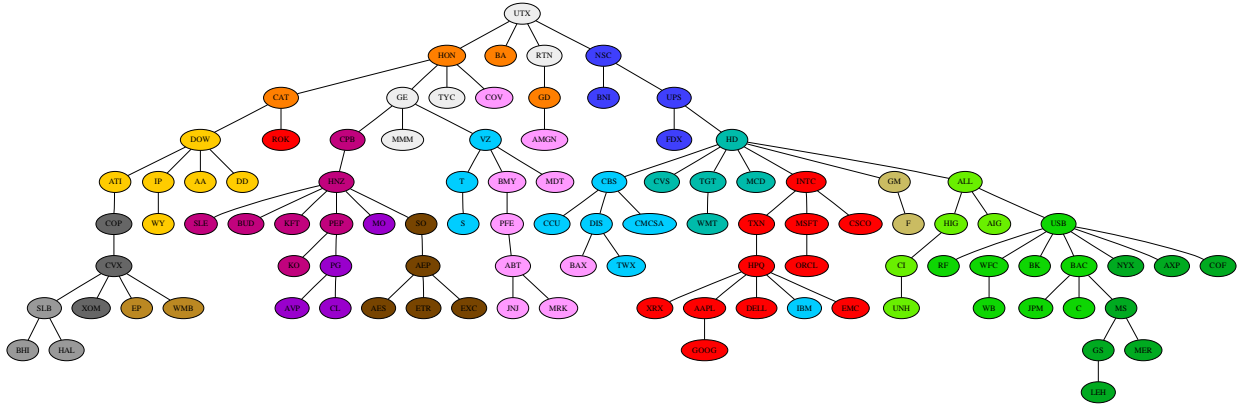 UTX
HON BA RTN NSC
CAT GE TYC COV GD BNI UPS
DOW ROK CPB MMM VZ AMGN FDX HD
ATI IP AA DD HNZ T BMY MDT CBS CVS TGT MCD INTC GM ALL
COP WY SLE BUD KFT PEP MO SO S PFE CCU DIS CMCSA WMT TXN MSFT CSCO F HIG AIG USB
CVX KO PG AEP ABT BAX TWX HPQ ORCL CI RF WFC BK BAC NYX AXP COF
SLB XOM EP WMB AVP CL AES ETR EXC JNJ MRK XRX AAPL DELL IBM EMC UNH WB JPM C MS
BHI HAL GOOG GS MER
LEH